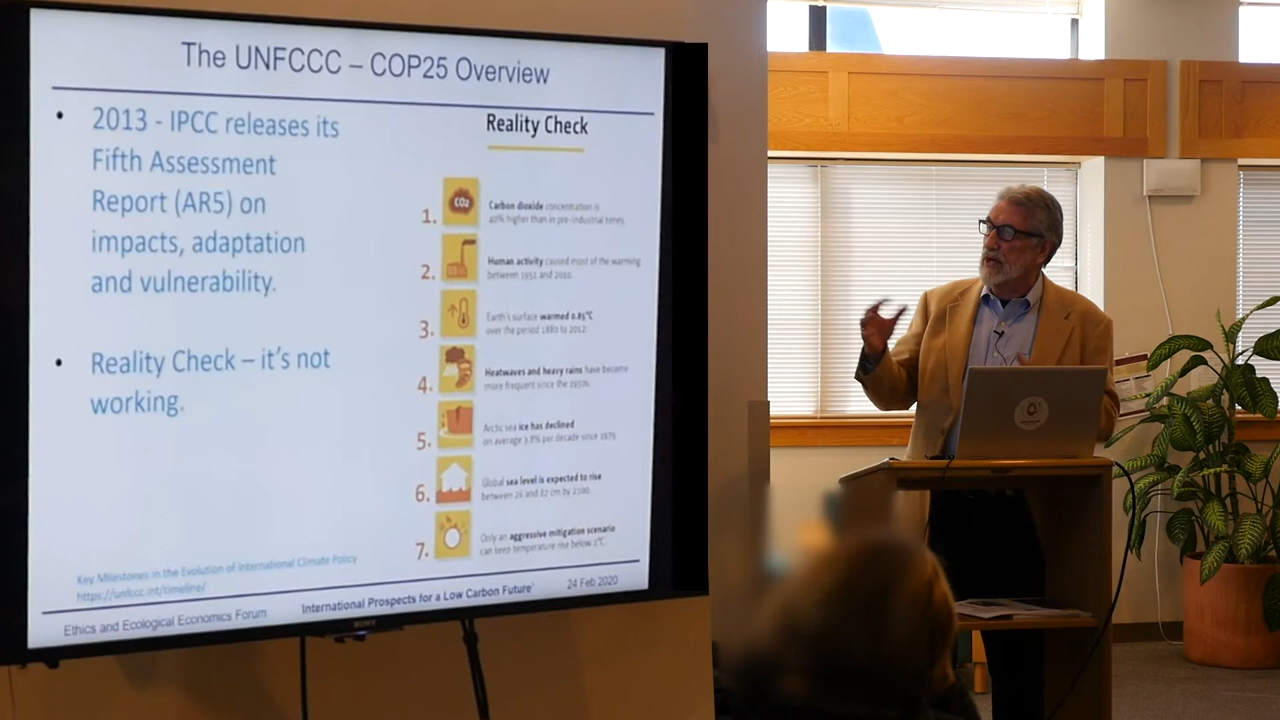 The UNFCCC – COP25 Overview
• 2013 - IPCC releases its
Fifth Assessment
Report (AR5) on
impacts, adaptation
and vulnerability.
• Reality Check – it's not
working.
Reality Check
1.
CO2
Carbon dioxide concentration is
40% higher than in pre-industrial times.
2.
Human activity caused most of the warming
between 1951 and 2010.
3.
Earth's surface warmed 0.85°C
over the period 1880 to 2012.
4.
Heatwaves and heavy rains have become
more frequent since the 1950s.
5.
Arctic sea ice has declined
on average 3.8% per decade since 1979.
6.
Global sea level is expected to rise
between 26 and 82 cm by 2100.
7.
Only an aggressive mitigation scenario
can keep temperature rise below 2°C.
Key Milestones in the Evolution of International Climate Policy
https://unfccc.int/timeline/
Ethics and Ecological Economics Forum
International Prospects for a Low Carbon Future'
24 Feb 2020
SONY